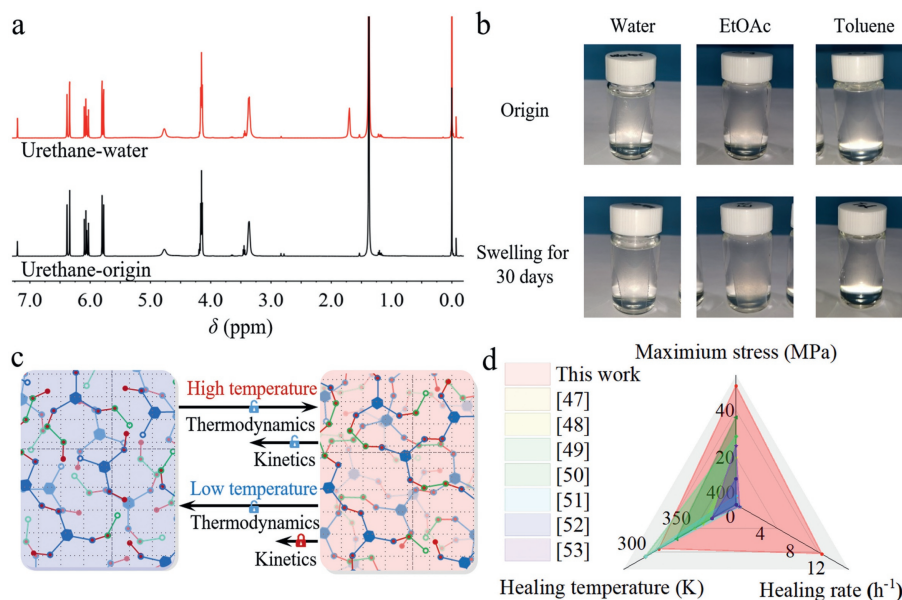 a
Urethane-water
Urethane-origin
7.0 6.0 5.0 4.0 3.0 2.0 1.0 0.0
δ (ppm)
b
Water EtOAc Toluene
Origin
Swelling for
30 days
c
High temperature
Thermodynamics
Kinetics
Low temperature
Thermodynamics
Kinetics
d
Maximium stress (MPa)
This work
[47]
[48]
[49]
[50]
[51]
[52]
[53]
40
20
400
0
350
4
300
8
12
Healing temperature (K)
Healing rate (h⁻¹)